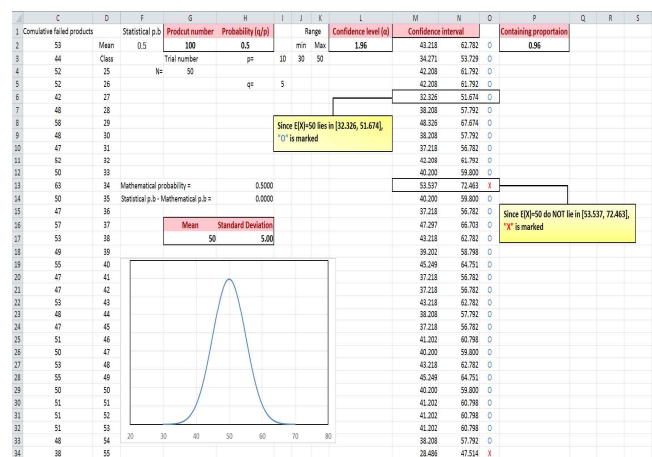 C D F G H I J K L M N O P Q R S
1 Comulative failed products Statistical p.b Prodcut number Probability (q/p) Range Confidence level (α) Confidence interval Containing proportaion
2 53 Mean 0.5 100 0.5 min Max 1.96 43.218 62.782 O 0.96
3 44 Class Trial number p= 10 30 50 34.271 53.729 O
4 52 25 N= 50 42.208 61.792 O
5 52 26 q= 5 42.208 61.792 O
6 42 27 32.326 51.674 O
7 48 28 38.208 57.792 O
8 58 29 48.326 67.674 O
Since E(X)=50 lies in [32.326, 51.674],
"O" is marked
9 48 30 38.208 57.792 O
10 47 31 37.218 56.782 O
11 52 32 42.208 61.792 O
12 50 33 40.200 59.800 O
13 63 34 Mathematical probability = 0.5000 53.537 72.463 X
14 50 35 Statistical p.b - Mathematical p.b = 0.0000 40.200 59.800 O
15 47 36 37.218 56.782 O
Since E(X)=50 do NOT lie in [53.537, 72.463],
"X" is marked
16 57 37 Mean Standard Deviation 47.297 66.703 O
17 53 38 50 5.00 43.218 62.782 O
18 49 39 39.202 58.798 O
19 55 40 45.249 64.751 O
20 47 41 37.218 56.782 O
21 47 42 37.218 56.782 O
22 53 43 43.218 62.782 O
23 48 44 38.208 57.792 O
24 47 45 37.218 56.782 O
25 51 46 41.202 60.798 O
26 50 47 40.200 59.800 O
27 53 48 43.218 62.782 O
28 55 49 45.249 64.751 O
29 50 50 40.200 59.800 O
30 51 51 41.202 60.798 O
31 51 52 41.202 60.798 O
32 51 53 41.202 60.798 O
33 48 54 38.208 57.792 O
20 30 40 50 60 70 80
34 38 55 28.486 47.514 X